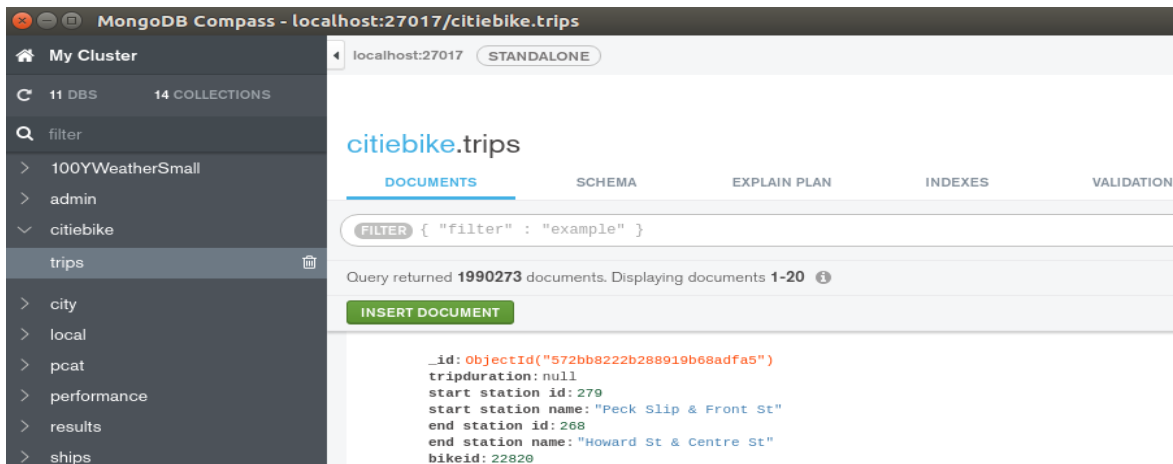 MongoDB Compass - localhost:27017/citiebike.trips
My Cluster
11 DBS 14 COLLECTIONS
filter
100YWeatherSmall
admin
citiebike
trips
city
local
pcat
performance
results
ships
localhost:27017 STANDALONE
citiebike.trips
DOCUMENTS SCHEMA EXPLAIN PLAN INDEXES VALIDATION
FILTER { "filter" : "example" }
Query returned 1990273 documents. Displaying documents 1-20
INSERT DOCUMENT
_id: ObjectId("572bb8222b288919b68adfa5")
tripduration: null
start station id: 279
start station name: "Peck Slip & Front St"
end station id: 268
end station name: "Howard St & Centre St"
bikeid: 22820